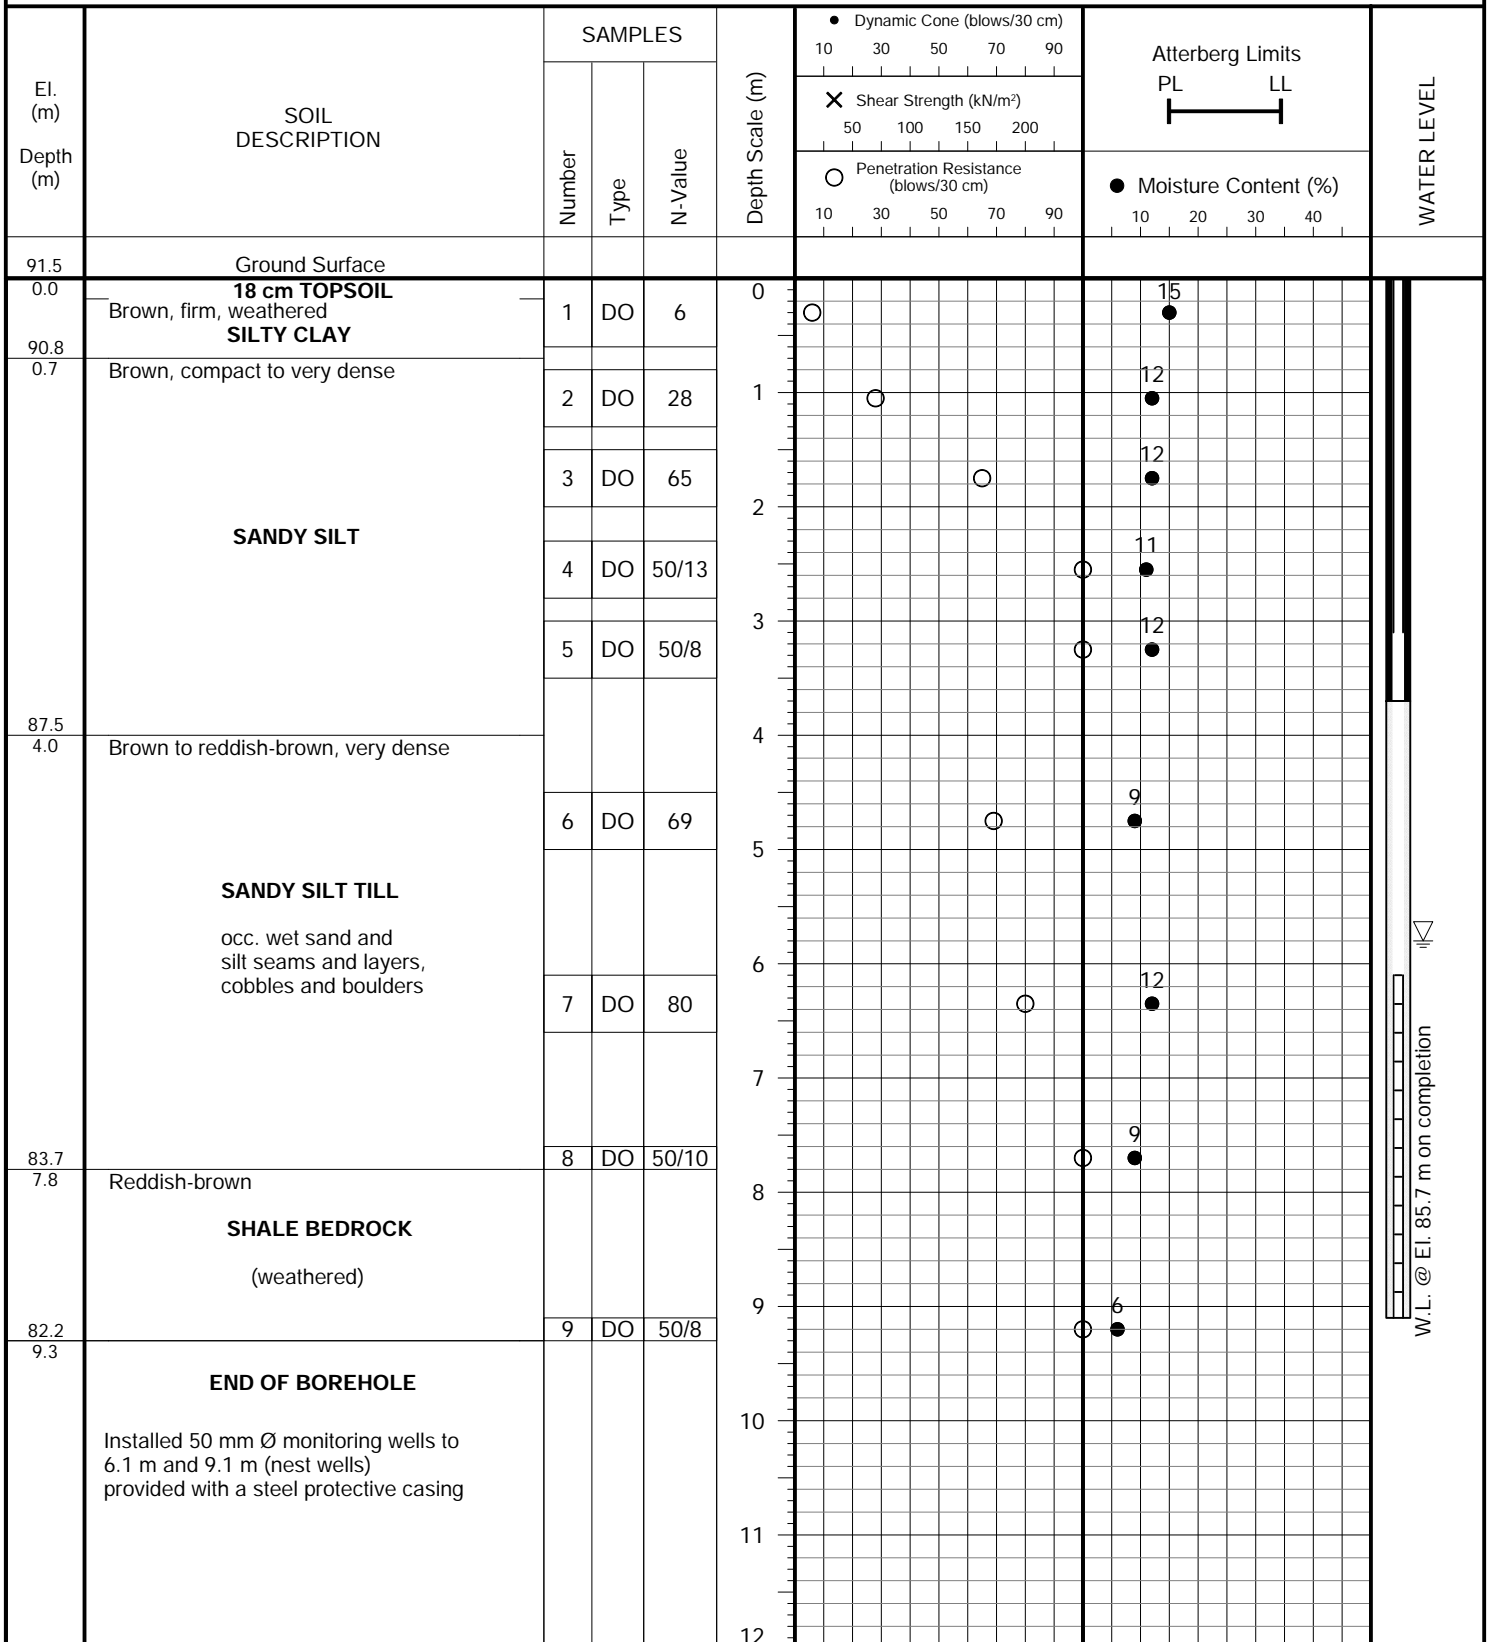 El.
(m)
Depth
(m)
SOIL
DESCRIPTION
SAMPLES
Number
Type
N-Value
Depth Scale (m)
● Dynamic Cone (blows/30 cm)
10 30 50 70 90
✕ Shear Strength (kN/m²)
50 100 150 200
○ Penetration Resistance
(blows/30 cm)
10 30 50 70 90
Atterberg Limits
PL LL
● Moisture Content (%)
10 20 30 40
WATER LEVEL
91.5 Ground Surface
0.0 18 cm TOPSOIL 0 15
Brown, firm, weathered 1 DO 6
SILTY CLAY
90.8
0.7 Brown, compact to very dense 12
2 DO 28 1
12
3 DO 65
2
SANDY SILT
11
4 DO 50/13
3 12
5 DO 50/8
87.5 4
4.0 Brown to reddish-brown, very dense
9
6 DO 69
5
SANDY SILT TILL
occ. wet sand and
silt seams and layers, 6
cobbles and boulders 12
7 DO 80
7
9
83.7 8 DO 50/10
7.8 Reddish-brown 8
SHALE BEDROCK
(weathered)
9 6
82.2 9 DO 50/8
9.3
END OF BOREHOLE
10
Installed 50 mm Ø monitoring wells to
6.1 m and 9.1 m (nest wells)
provided with a steel protective casing
11
12
W.L. @ El. 85.7 m on completion